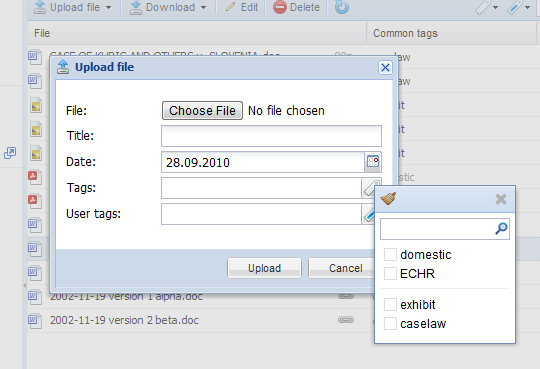 Upload file Download Edit Delete Upload
File Common tags
CASE OF KURIC AND OTHERS v. SLOVENIA.doc law
Upload file
File: Choose File No file chosen
Title:
Date: 28.09.2010
Tags:
User tags:
Upload Cancel
domestic
ECHR
exhibit
caselaw
2002-11-19 version 1 alpha.doc
2002-11-19 version 2 beta.doc